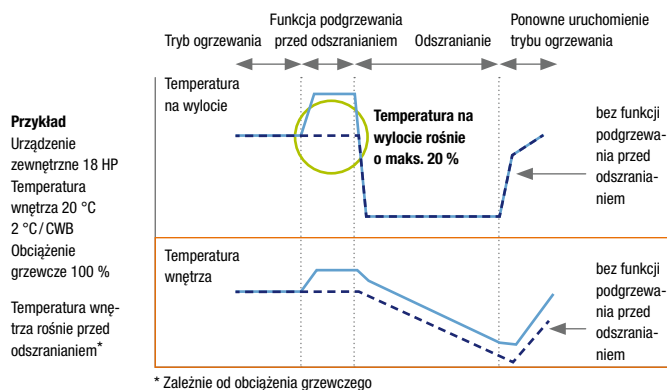 Funkcja podgrzewania
przed odszranianiem
Ponowne uruchomienie
trybu ogrzewania
Tryb ogrzewania
Odszranianie
Temperatura
na wylocie
Temperatura na
wylocie rośnie
o maks. 20 %
bez funkcji
podgrzewa-
nia przed
odszrania-
niem
Przykład
Urządzenie
zewnętrzne 18 HP
Temperatura
wnętrza 20 °C
2 °C / CWB
Obciążenie
grzewcze 100 %
Temperatura wnę-
trza rośnie przed
odszranianiem*
Temperatura
wnętrza
bez funkcji
podgrzewa-
nia przed
odszrania-
niem
* Zależnie od obciążenia grzewczego